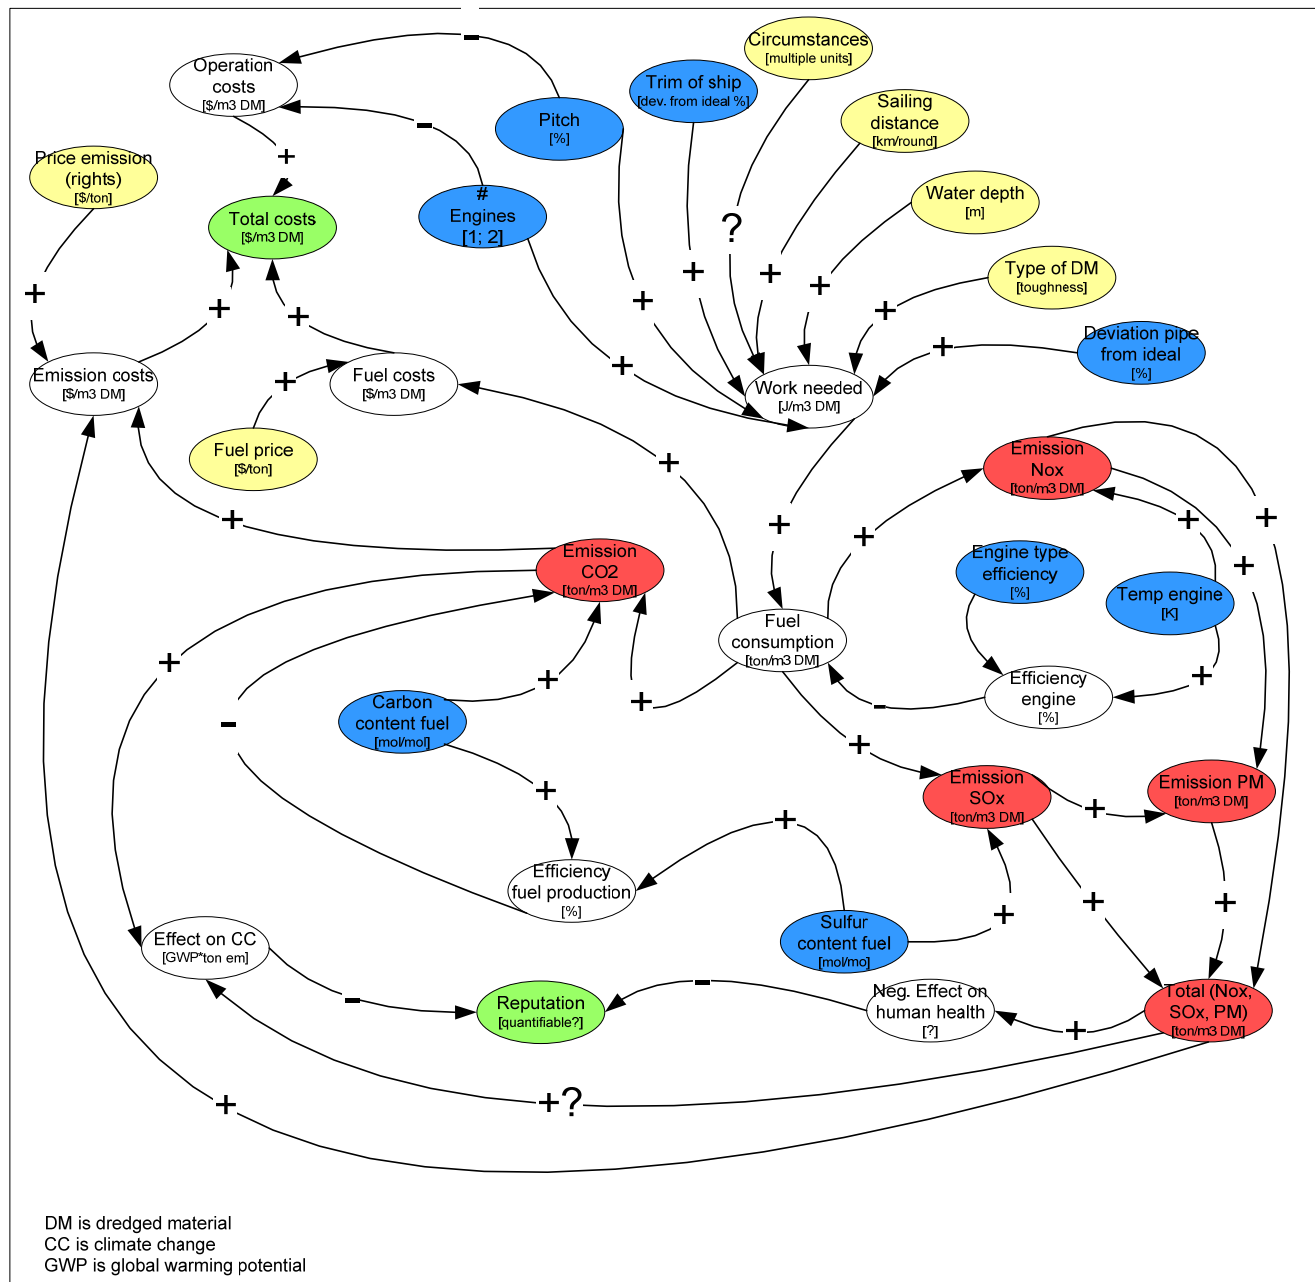 Circumstances
[multiple units]
Operation
costs
[$/m3 DM]
-
Trim of ship
[dev. from ideal %]
Pitch
[%]
Sailing
distance
[km/round]
-
+
Price emission
(rights)
[$/ton]
Water depth
[m]
#
Engines
[1; 2]
Total costs
[$/m3 DM]
?
Type of DM
[toughness]
+
+
+
+
+
+
+
+
+
Deviation pipe
from ideal
[%]
+
+
+
Emission costs
[$/m3 DM]
Fuel costs
[$/m3 DM]
Work needed
[J/m3 DM]
Fuel price
[$/ton]
+
Emission
Nox
[ton/m3 DM]
+
+
+
+
+
+
Emission
CO2
[ton/m3 DM]
Engine type
efficiency
[%]
Temp engine
[K]
Fuel
consumption
[ton/m3 DM]
+
+
+
+
Efficiency
engine
[%]
-
-
Carbon
content fuel
[mol/mol]
+
+
Emission
SOx
[ton/m3 DM]
Emission PM
[ton/m3 DM]
+
+
Efficiency
fuel production
[%]
+
+
+
Sulfur
content fuel
[mol/mo]
Effect on CC
[GWP*ton em]
-
-
Reputation
[quantifiable?]
Neg. Effect on
human health
[?]
+
Total (Nox,
SOx, PM)
[ton/m3 DM]
+?
+
DM is dredged material
CC is climate change
GWP is global warming potential